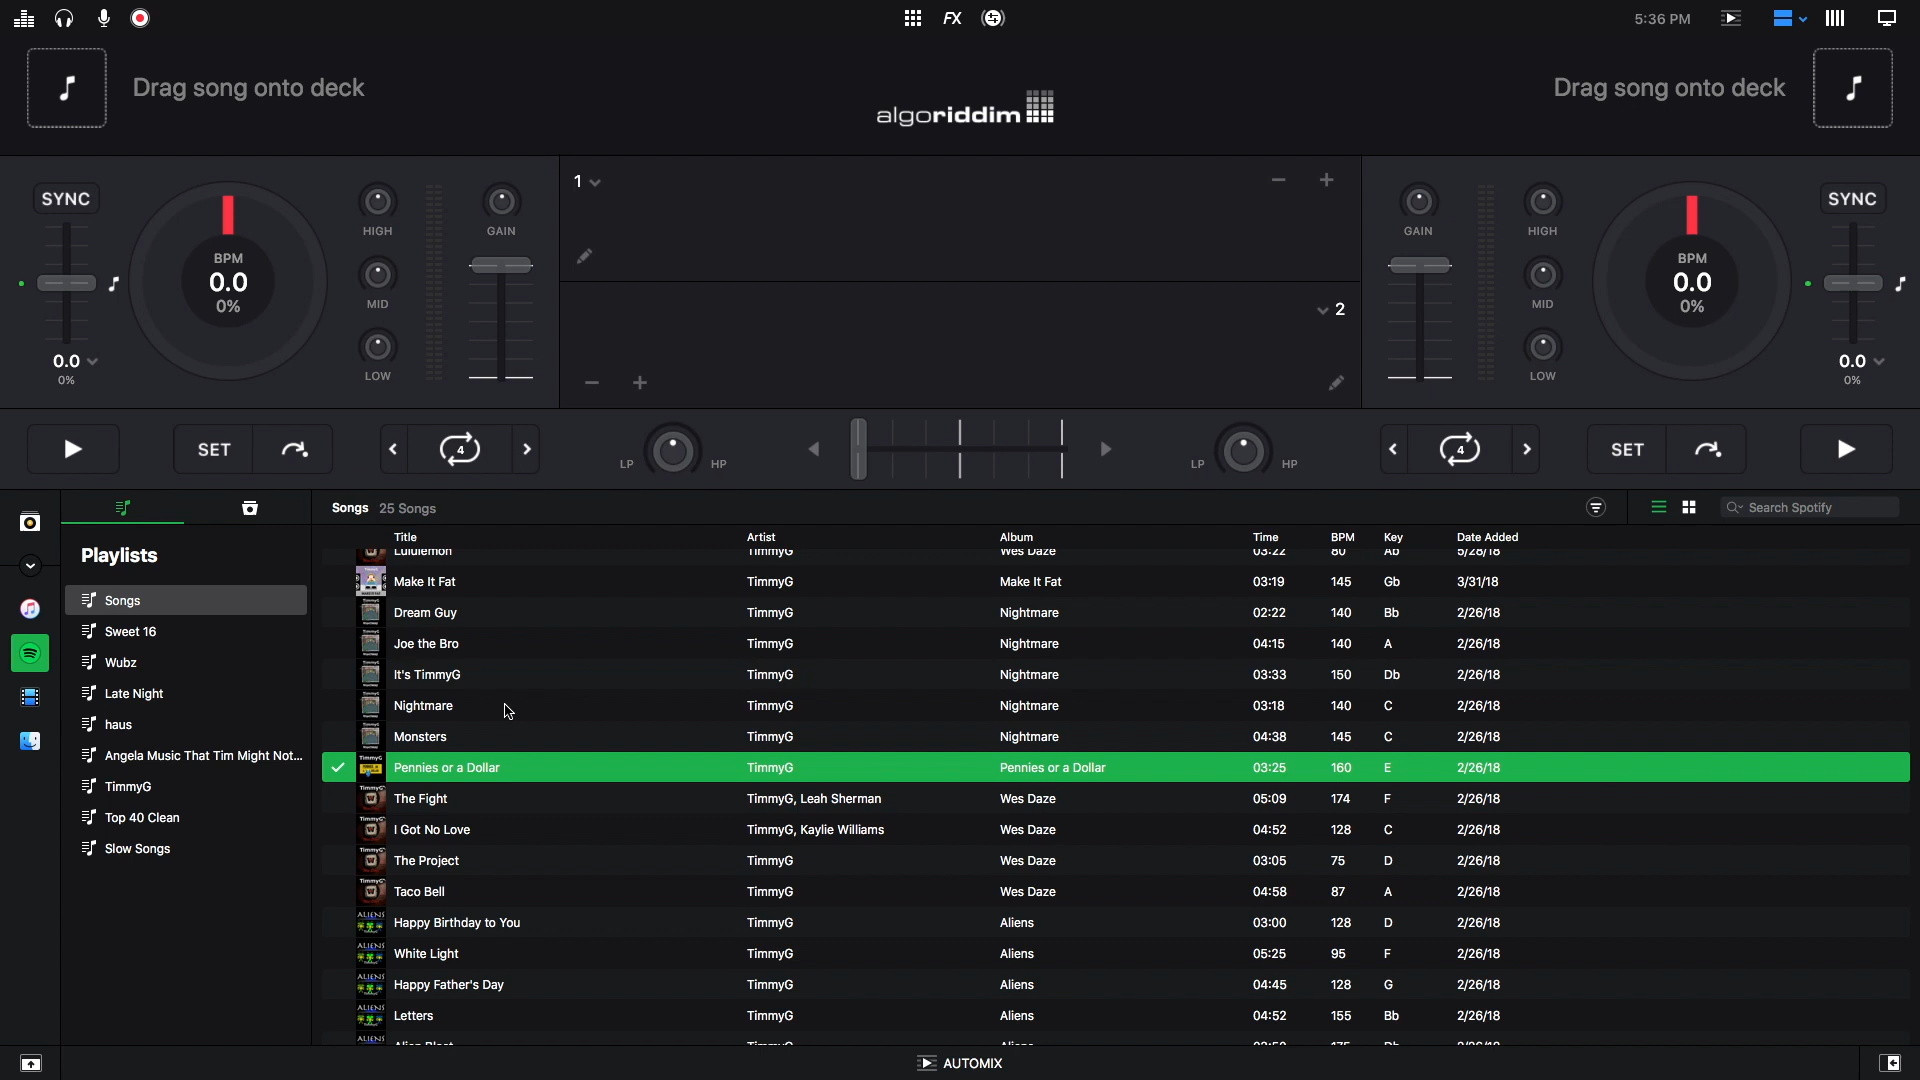 FX
5:36 PM
Drag song onto deck
algoriddim
Drag song onto deck
SYNC
BPM
0.0
0%
0.0
0%
HIGH
MID
LOW
GAIN
1
2
GAIN
HIGH
MID
LOW
BPM
0.0
0%
SYNC
0.0
0%
SET
4
LP HP
LP HP
4
SET
Songs 25 Songs
Search Spotify
Playlists
Songs
Sweet 16
Wubz
Late Night
haus
Angela Music That Tim Might Not...
TimmyG
Top 40 Clean
Slow Songs
Title Artist Album Time BPM Key Date Added
Lululemon TimmyG Wes Daze 03:22 80 Ab 5/28/18
Make It Fat TimmyG Make It Fat 03:19 145 Gb 3/31/18
Dream Guy TimmyG Nightmare 02:22 140 Bb 2/26/18
Joe the Bro TimmyG Nightmare 04:15 140 A 2/26/18
It's TimmyG TimmyG Nightmare 03:33 150 Db 2/26/18
Nightmare TimmyG Nightmare 03:18 140 C 2/26/18
Monsters TimmyG Nightmare 04:38 145 C 2/26/18
Pennies or a Dollar TimmyG Pennies or a Dollar 03:25 160 E 2/26/18
The Fight TimmyG, Leah Sherman Wes Daze 05:09 174 F 2/26/18
I Got No Love TimmyG, Kaylie Williams Wes Daze 04:52 128 C 2/26/18
The Project TimmyG Wes Daze 03:05 75 D 2/26/18
Taco Bell TimmyG Wes Daze 04:58 87 A 2/26/18
Happy Birthday to You TimmyG Aliens 03:00 128 D 2/26/18
White Light TimmyG Aliens 05:25 95 F 2/26/18
Happy Father's Day TimmyG Aliens 04:45 128 G 2/26/18
Letters TimmyG Aliens 04:52 155 Bb 2/26/18
AUTOMIX